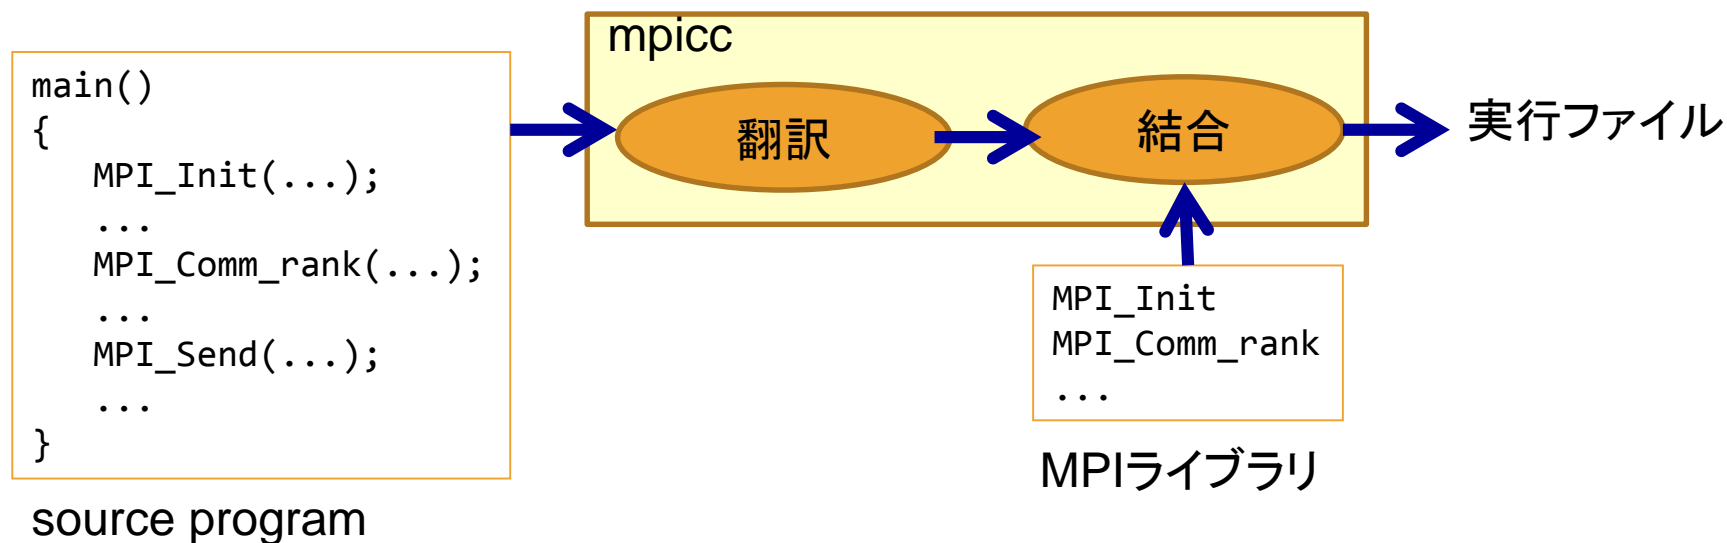 main()
{
MPI_Init(...);
...
MPI_Comm_rank(...);
...
MPI_Send(...);
...
}
source program
mpicc
翻訳
結合
実行ファイル
MPI_Init
MPI_Comm_rank
...
MPIライブラリ